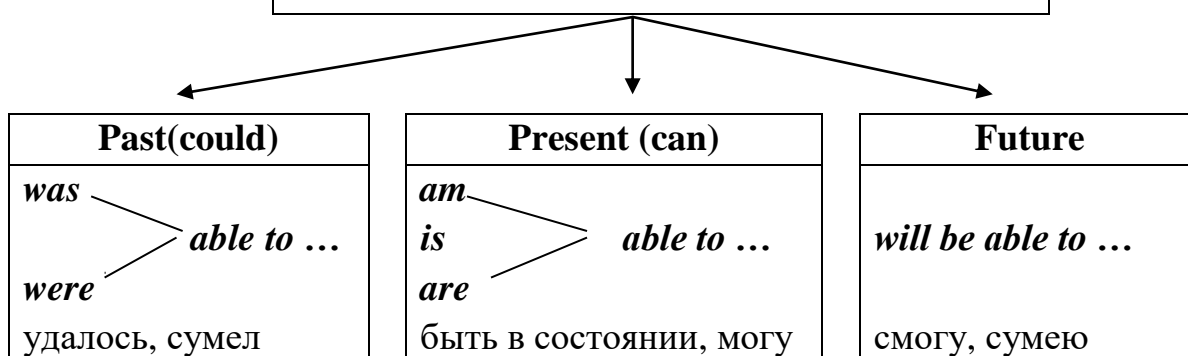 Past(could)
was
able to …
were
удалось, сумел
Present (can)
am
is able to …
are
быть в состоянии, могу
Future
will be able to …
смогу, сумею